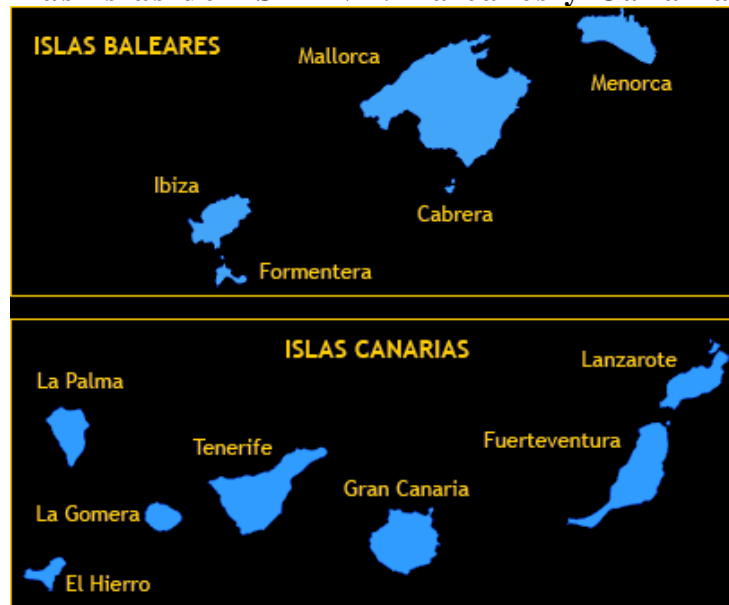 ISLAS BALEARES
Mallorca
Menorca
Ibiza
Cabrera
Formentera
ISLAS CANARIAS
Lanzarote
La Palma
Fuerteventura
Tenerife
Gran Canaria
La Gomera
El Hierro